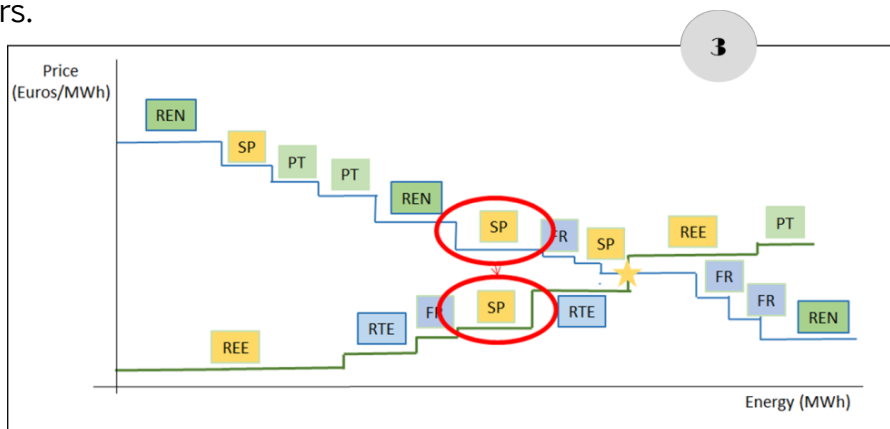 rs.
3
Price
(Euros/MWh)
REN
SP
PT
PT
REN
SP
FR
SP
REE
PT
FR
FR
REN
REE
RTE
FR
SP
RTE
Energy (MWh)